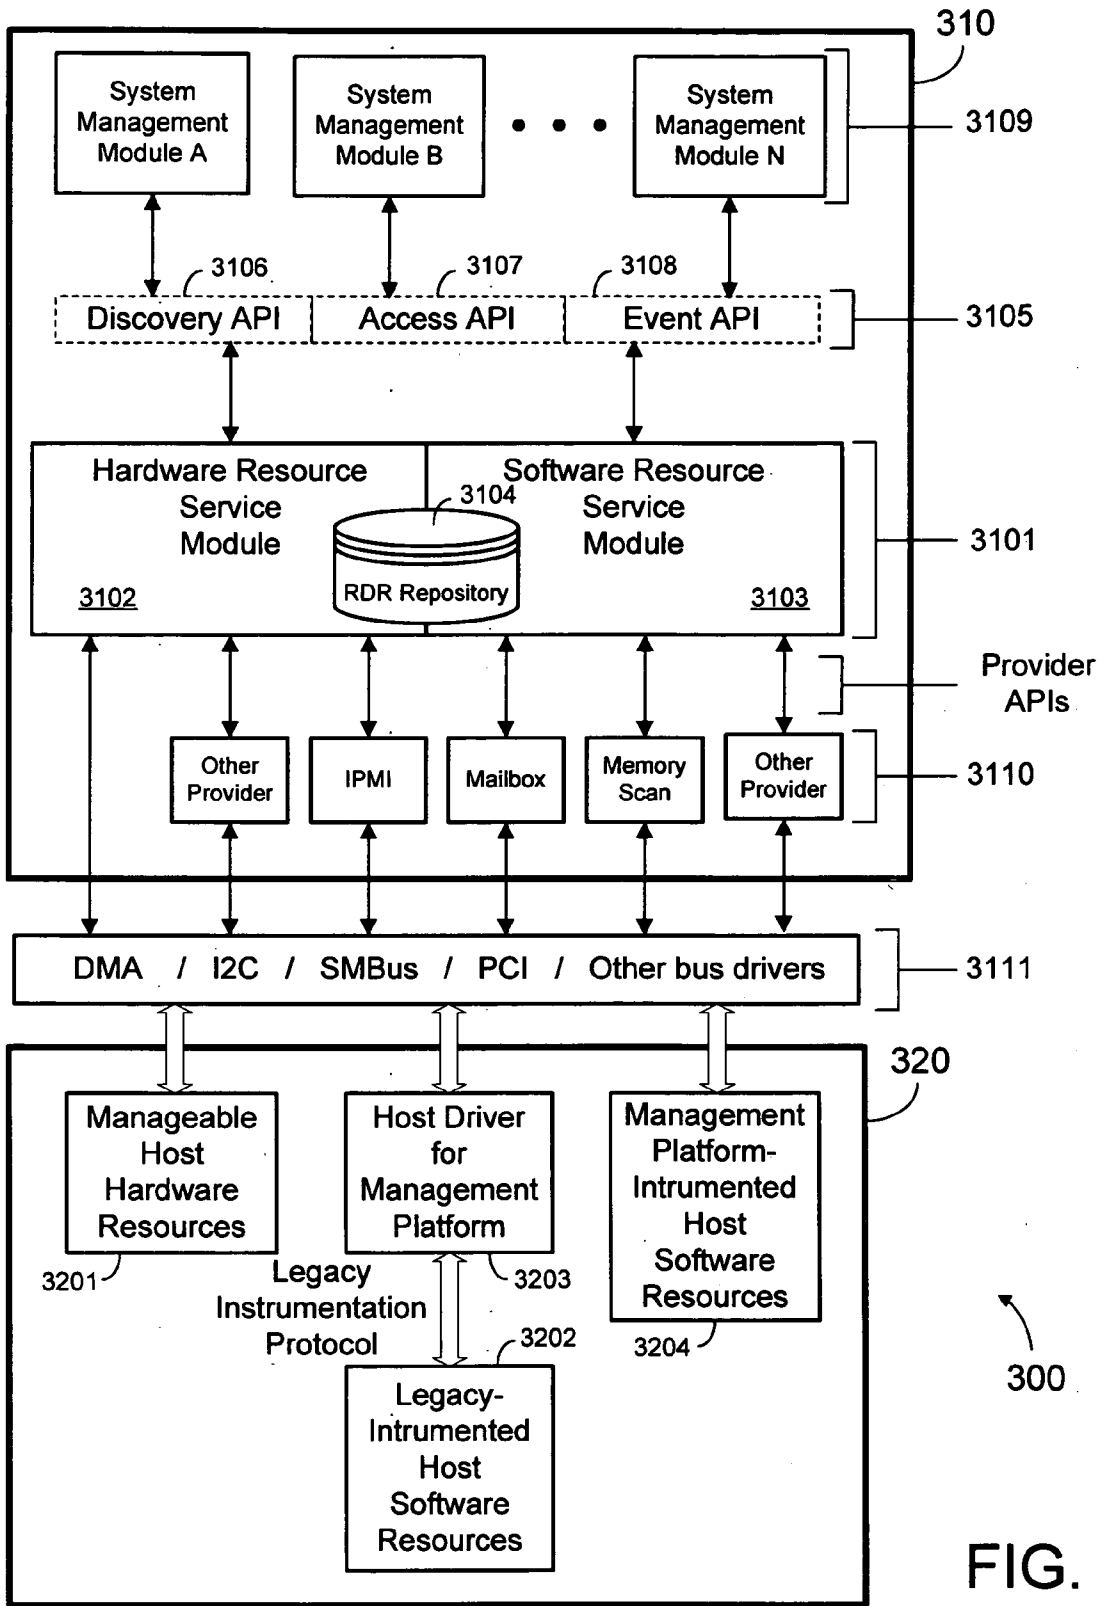 310
System
Management
Module A
System
Management
Module B
• • •
System
Management
Module N
3109
3106
3107
3108
Discovery API
Access API
Event API
3105
Hardware Resource
Service
Module
3102
Software Resource
Service
Module
3103
3104
RDR Repository
3101
Provider
APIs
Other
Provider
IPMI
Mailbox
Memory
Scan
Other
Provider
3110
DMA / I2C / SMBus / PCI / Other bus drivers
3111
320
Manageable
Host
Hardware
Resources
3201
Host Driver
for
Management
Platform
3203
Management
Platform-
Intrumented
Host
Software
Resources
3204
Legacy
Instrumentation
Protocol
3202
Legacy-
Intrumented
Host
Software
Resources
300
FIG.